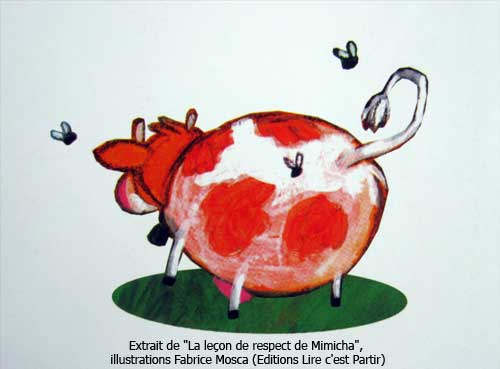 Extrait de "La leçon de respect de Mimicha",
illustrations Fabrice Mosca (Editions Lire c'est Partir)